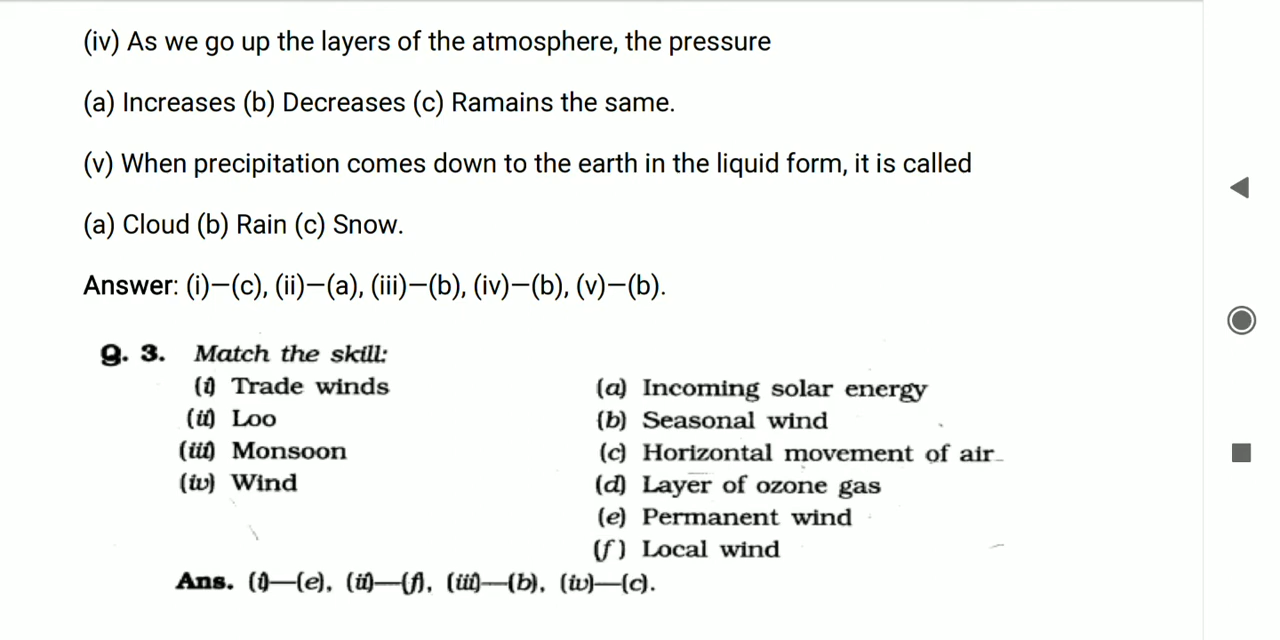 (iv) As we go up the layers of the atmosphere, the pressure
(a) Increases (b) Decreases (c) Ramains the same.
(v) When precipitation comes down to the earth in the liquid form, it is called
(a) Cloud (b) Rain (c) Snow.
Answer: (i)—(c), (ii)—(a), (iii)—(b), (iv)—(b), (v)—(b).
Q. 3. Match the skill:
(i) Trade winds (a) Incoming solar energy
(ii) Loo (b) Seasonal wind
(iii) Monsoon (c) Horizontal movement of air
(iv) Wind (d) Layer of ozone gas
(e) Permanent wind
(f) Local wind
Ans. (i)—(e), (ii)—(f), (iii)—(b), (iv)—(c).